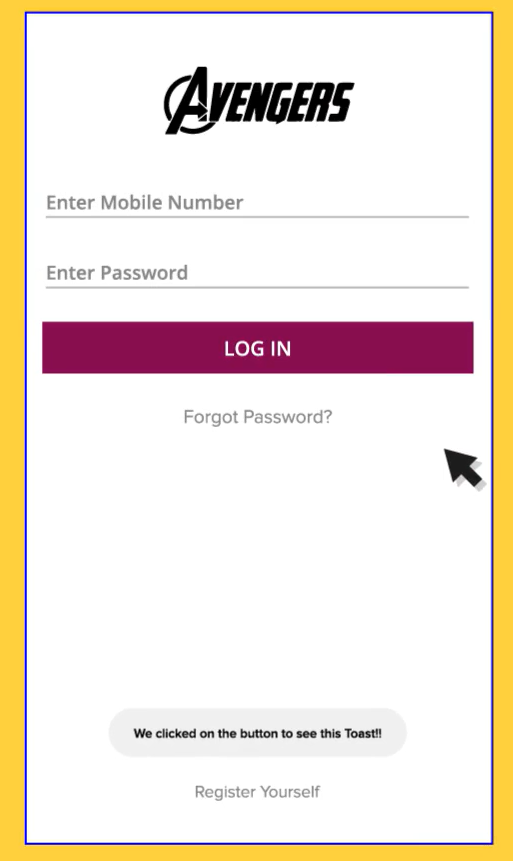 AVENGERS
Enter Mobile Number
Enter Password
LOG IN
Forgot Password?
We clicked on the button to see this Toast!!
Register Yourself